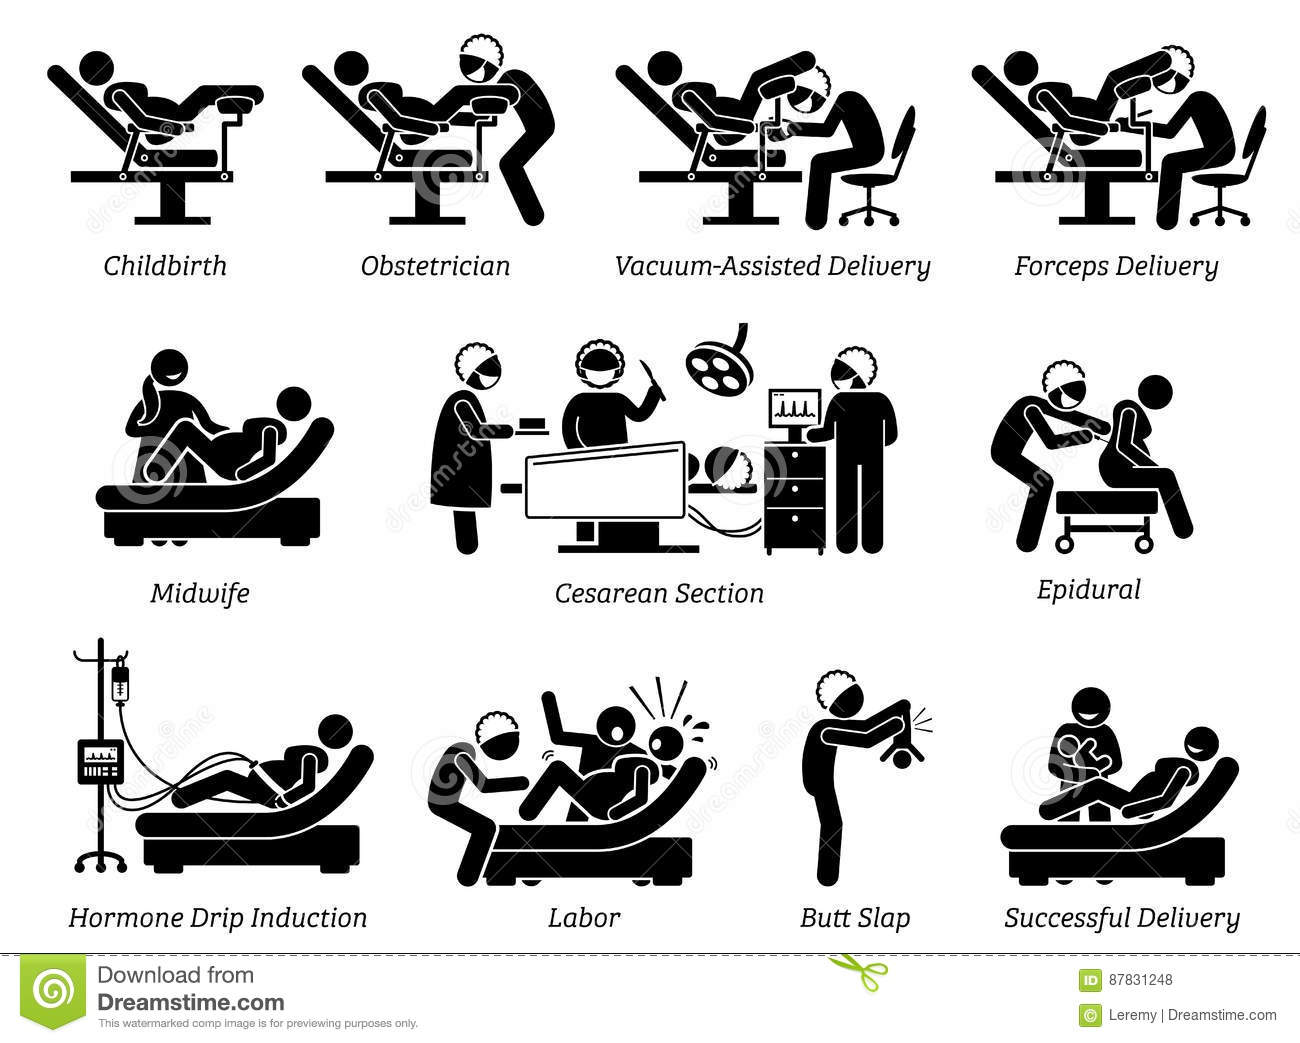 Childbirth
Obstetrician
Vacuum-Assisted Delivery
Forceps Delivery
Midwife
Cesarean Section
Epidural
Hormone Drip Induction
Labor
Butt Slap
Successful Delivery
Download from
Dreamstime.com
This watermarked comp image is for previewing purposes only.
ID 87831248
© Leremy | Dreamstime.com